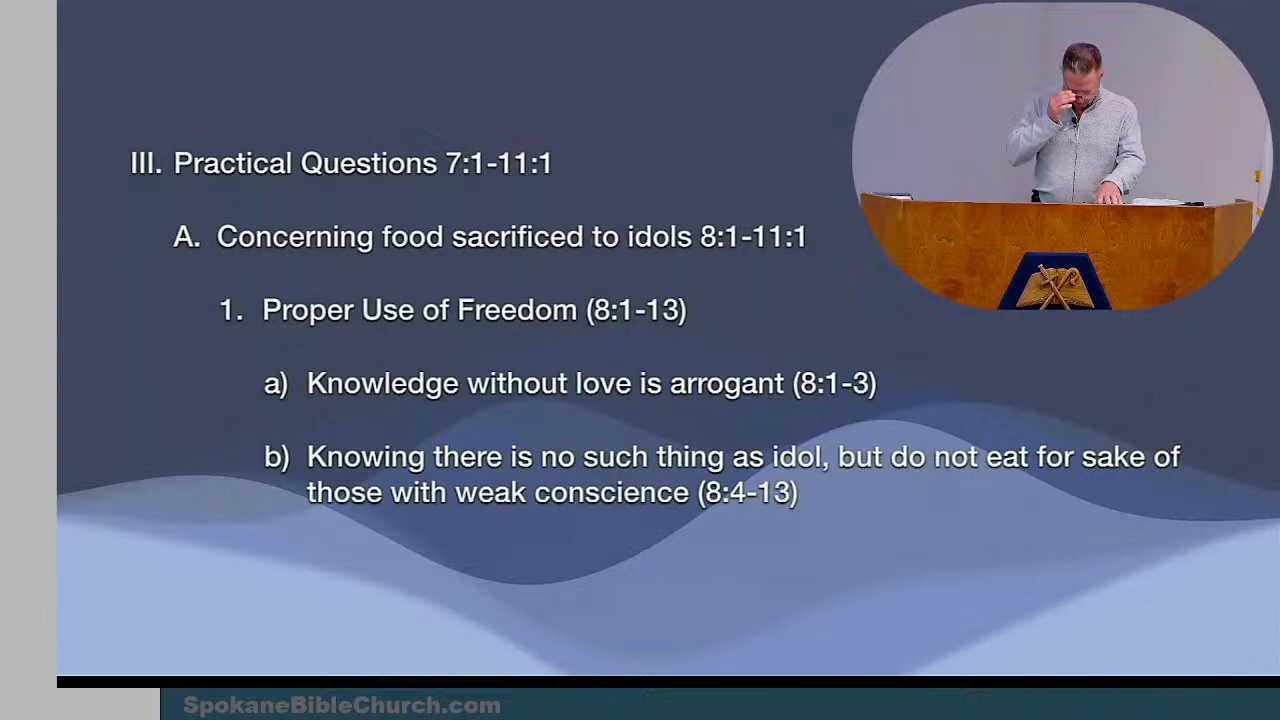 III. Practical Questions 7:1-11:1
A. Concerning food sacrificed to idols 8:1-11:1
1. Proper Use of Freedom (8:1-13)
a) Knowledge without love is arrogant (8:1-3)
b) Knowing there is no such thing as idol, but do not eat for sake of
those with weak conscience (8:4-13)
SpokaneBibleChurch.com